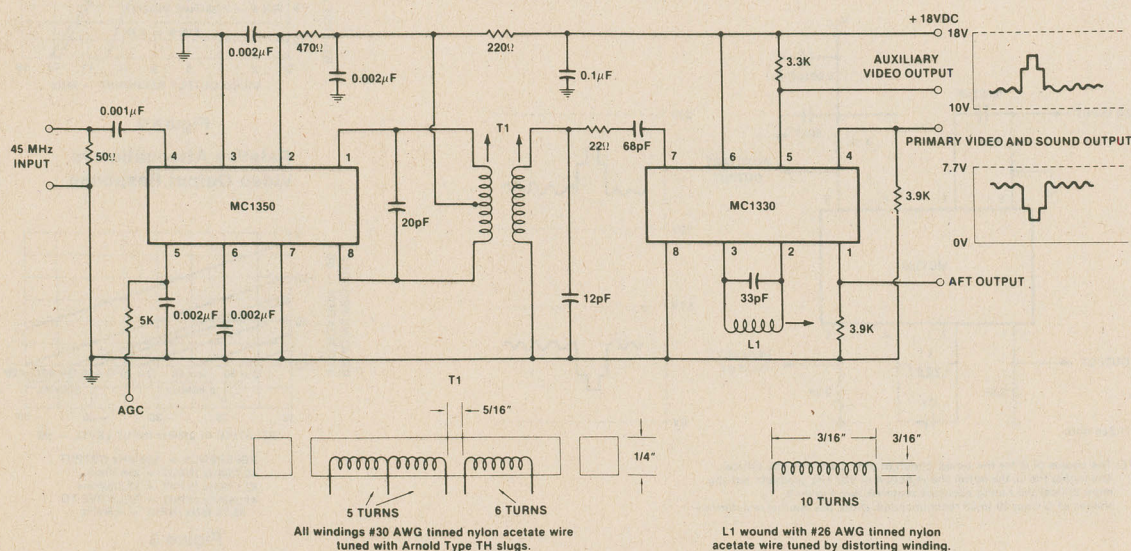 + 18VDC
18V
0.002μF
470Ω
220Ω
0.002μF
0.1μF
3.3K
AUXILIARY
VIDEO OUTPUT
10V
0.001μF
45 MHz
INPUT
50Ω
T1
22Ω
68pF
PRIMARY VIDEO AND SOUND OUTPUT
7.7V
4
3
2
1
7
6
5
4
MC1350
20pF
MC1330
3.9K
0V
5
6
7
8
8
3
2
1
12pF
33pF
AFT OUTPUT
5K
0.002μF
0.002μF
L1
3.9K
AGC
T1
5/16"
3/16"
3/16"
1/4"
5 TURNS
6 TURNS
10 TURNS
All windings #30 AWG tinned nylon acetate wire
tuned with Arnold Type TH slugs.
L1 wound with #26 AWG tinned nylon
acetate wire tuned by distorting winding.